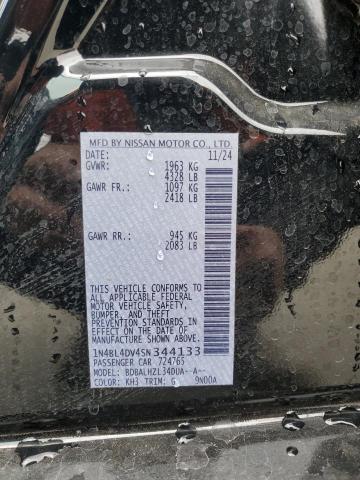 MFD BY NISSAN MOTOR CO., LTD.
DATE: 11/24
GVWR: 1963 KG
4328 LB
GAWR FR.: 1097 KG
2418 LB
GAWR RR.: 945 KG
2083 LB
THIS VEHICLE CONFORMS TO ALL
APPLICABLE FEDERAL
MOTOR VEHICLE SAFETY,
BUMPER, AND THEFT
PREVENTION STANDARDS IN
EFFECT ON THE DATE OF
MANUFACTURE SHOWN ABOVE.
1N4BL4DV4SN344133
PASSENGER CAR 724765
MODEL: BDBALHZL34DUA--A--
COLOR: KH3 TRIM: G 9N00A